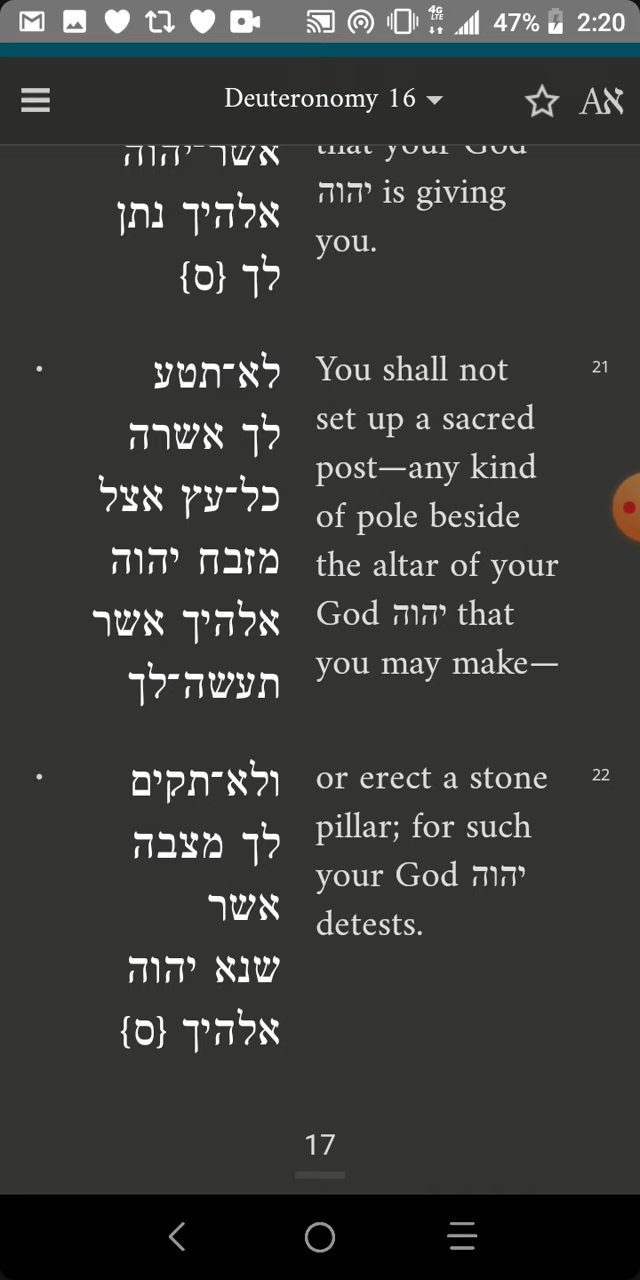 47% 2:20
Deuteronomy 16
Aא
אשר־יהוה
אלהיך נתן
לך {ס}
that your God
יהוה is giving
you.
לא־תטע
לך אשרה
כל־עץ אצל
מזבח יהוה
אלהיך אשר
תעשה־לך
You shall not
set up a sacred
post—any kind
of pole beside
the altar of your
God יהוה that
you may make—
21
ולא־תקים
לך מצבה
אשר
שנא יהוה
אלהיך {ס}
or erect a stone
pillar; for such
your God יהוה
detests.
22
17